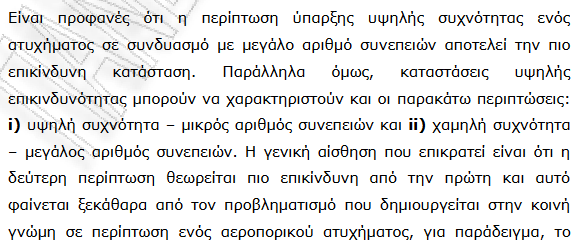 Είναι προφανές ότι η περίπτωση ύπαρξης υψηλής συχνότητας ενός
ατυχήματος σε συνδυασμό με μεγάλο αριθμό συνεπειών αποτελεί την πιο
επικίνδυνη κατάσταση. Παράλληλα όμως, καταστάσεις υψηλής
επικινδυνότητας μπορούν να χαρακτηριστούν και οι παρακάτω περιπτώσεις:
i) υψηλή συχνότητα – μικρός αριθμός συνεπειών και ii) χαμηλή συχνότητα
– μεγάλος αριθμός συνεπειών. Η γενική αίσθηση που επικρατεί είναι ότι η
δεύτερη περίπτωση θεωρείται πιο επικίνδυνη από την πρώτη και αυτό
φαίνεται ξεκάθαρα από τον προβληματισμό που δημιουργείται στην κοινή
γνώμη σε περίπτωση ενός αεροπορικού ατυχήματος, για παράδειγμα, το